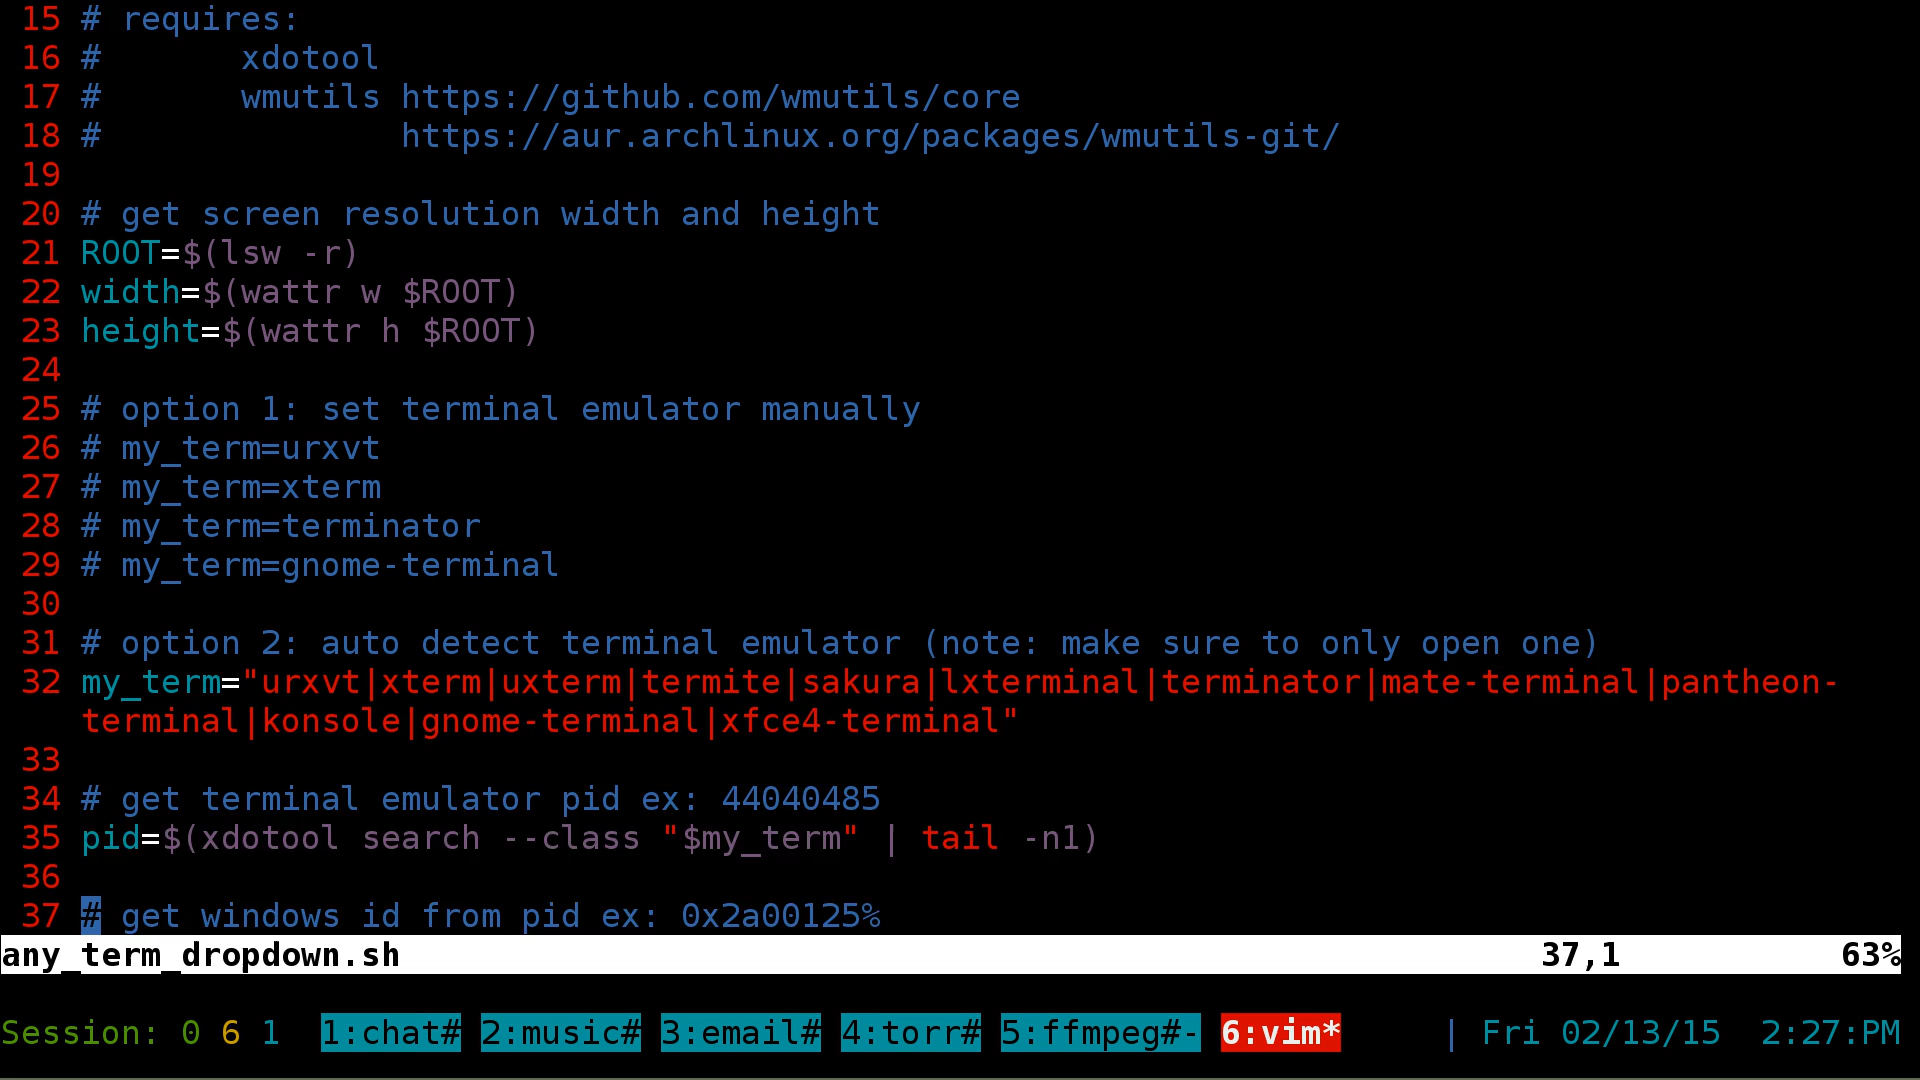 15 # requires:
16 #       xdotool
17 #       wmutils https://github.com/wmutils/core
18 #               https://aur.archlinux.org/packages/wmutils-git/
19
20 # get screen resolution width and height
21 ROOT=$(lsw -r)
22 width=$(wattr w $ROOT)
23 height=$(wattr h $ROOT)
24
25 # option 1: set terminal emulator manually
26 # my_term=urxvt
27 # my_term=xterm
28 # my_term=terminator
29 # my_term=gnome-terminal
30
31 # option 2: auto detect terminal emulator (note: make sure to only open one)
32 my_term="urxvt|xterm|uxterm|termite|sakura|lxterminal|terminator|mate-terminal|pantheon-
terminal|konsole|gnome-terminal|xfce4-terminal"
33
34 # get terminal emulator pid ex: 44040485
35 pid=$(xdotool search --class "$my_term" | tail -n1)
36
37 # get windows id from pid ex: 0x2a00125%
any_term_dropdown.sh 37,1 63%
Session: 0 6 1 1:chat# 2:music# 3:email# 4:torr# 5:ffmpeg#- 6:vim* | Fri 02/13/15 2:27:PM